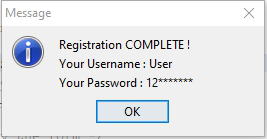 Message
Registration COMPLETE !
Your Username : User
Your Password : 12*******
OK